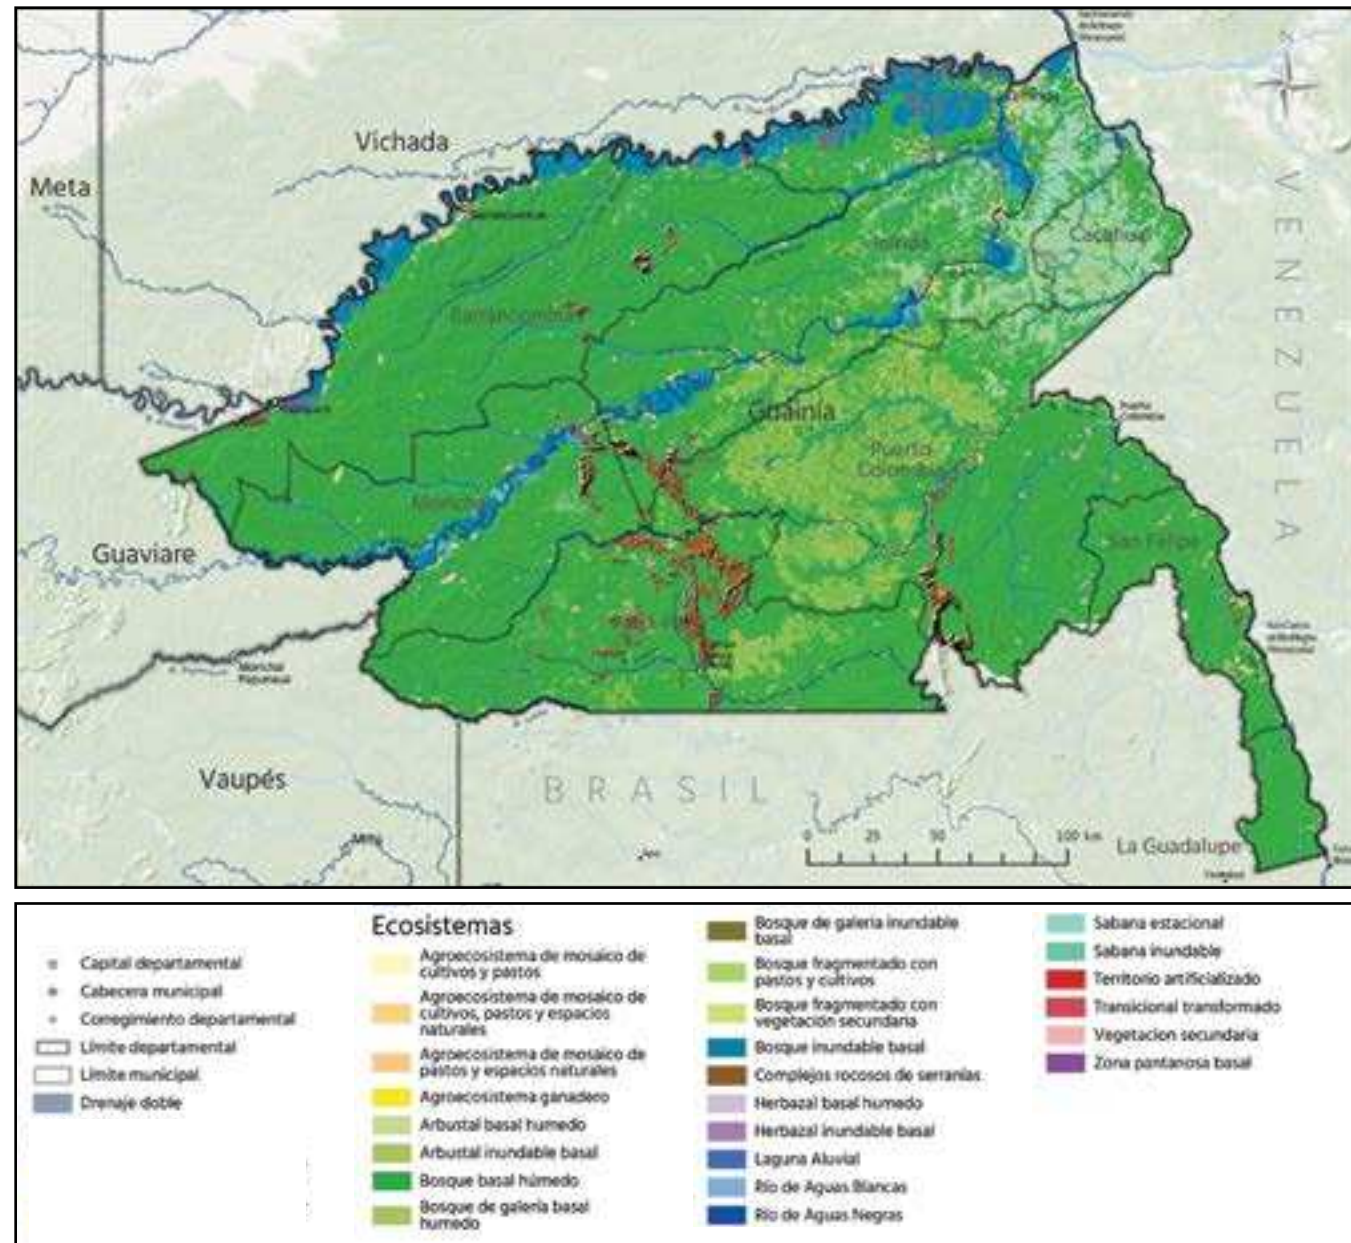 Vichada
Meta
Inírida
Cacahual
Barrancomina
Guainía
Puerto
Colombia
Guaviare
San Felipe
Puerto
Colombia
Morichal
Papunaua
Vaupés
Mitú
VENEZUELA
BRASIL
0 25 50 100 km
La Guadalupe
Capital departamental
Cabecera municipal
Corregimiento departamental
Límite departamental
Límite municipal
Drenaje doble
Ecosistemas
Agroecosistema de mosaico de
cultivos y pastos
Agroecosistema de mosaico de
cultivos, pastos y espacios
naturales
Agroecosistema de mosaico de
pastos y espacios naturales
Agroecosistema ganadero
Arbustal basal humedo
Arbustal inundable basal
Bosque basal húmedo
Bosque de galería basal
humedo
Bosque de galería inundable
basal
Bosque fragmentado con
pastos y cultivos
Bosque fragmentado con
vegetación secundaria
Bosque inundable basal
Complejos rocosos de serranías
Herbazal basal humedo
Herbazal inundable basal
Laguna Aluvial
Río de Aguas Blancas
Río de Aguas Negras
Sabana estacional
Sabana inundable
Territorio artificializado
Transicional transformado
Vegetacion secundaria
Zona pantanosa basal